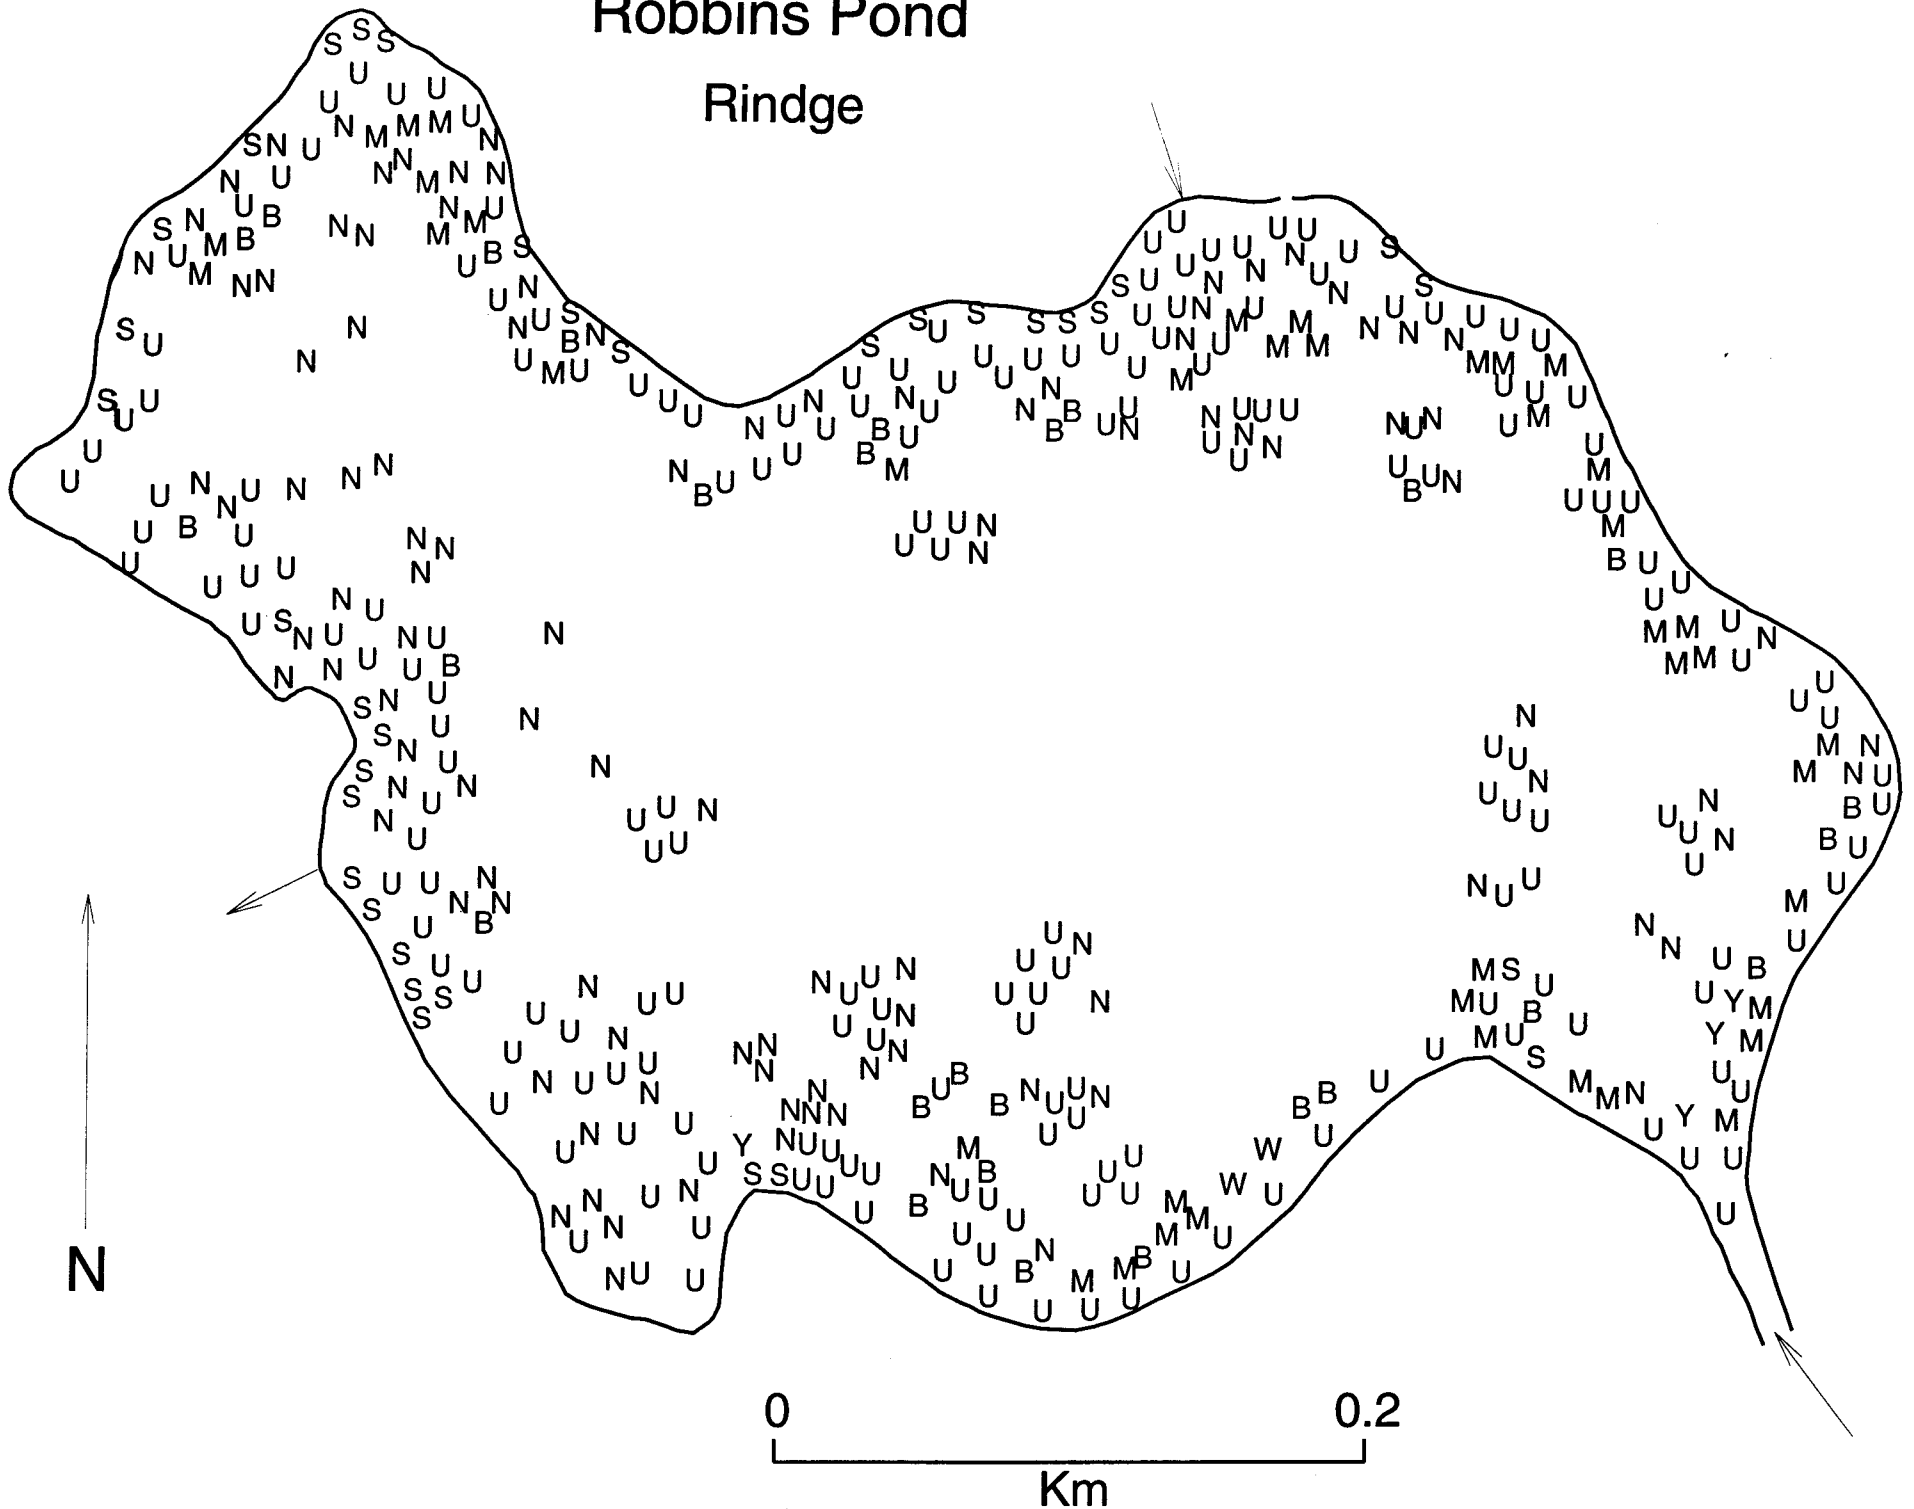 Robbins Pond
Rindge
S S S
U
U U U
N M M M U N
S N U
N N M N N
N U
U B N M U
S N M B N N M B S
N U M N N U
U N
S U N
N U S N
U M U B S
S U U
U U U U
U
U
U N N U N N N
U B U
U
U U U
N N
N
U S N U N U
N U N U
N U B
S N U
S N U
S N U N
S N U
U
S U U N N N
S U B
S U U
S S
S
N
N
N
U U N
U U
N B U U U
N U N U
S U S S S S S U
U U U U U U U
U N U N B U N U
B U B
M
U U N
U U N
U U
U U U U U U S
U U N N U S
U N U N U M M
U N U M M N N U N U U U
M U M M M U
N U U U U M U
U N N N U N
U U B U N
U
M
U U U
M
B U U
U
M M U N
M M U
U U
U
M N
M N U
B U
B U
U
M
U
N
U U
N
U U U
N U U
U N
U N
U
N
N U B
U Y M
Y M
U U
Y M
U U U
U
M S U
M U B U
M U S
U M M N
N U U
U U N
U U N U
U N U U U
N U U
U N U U
N N U N
U N U U
N N N
N N N N
Y N U U U U
S S U U U
N U U N
U U N
U U N
N B U B
B N U U N
U U
U U N
U U
U U N
U
M
N U B U
B U
U U N
U U B M M B
U U U U U
U U
U U
M M M U
W W U
B B U
U
N
0 0.2
Km